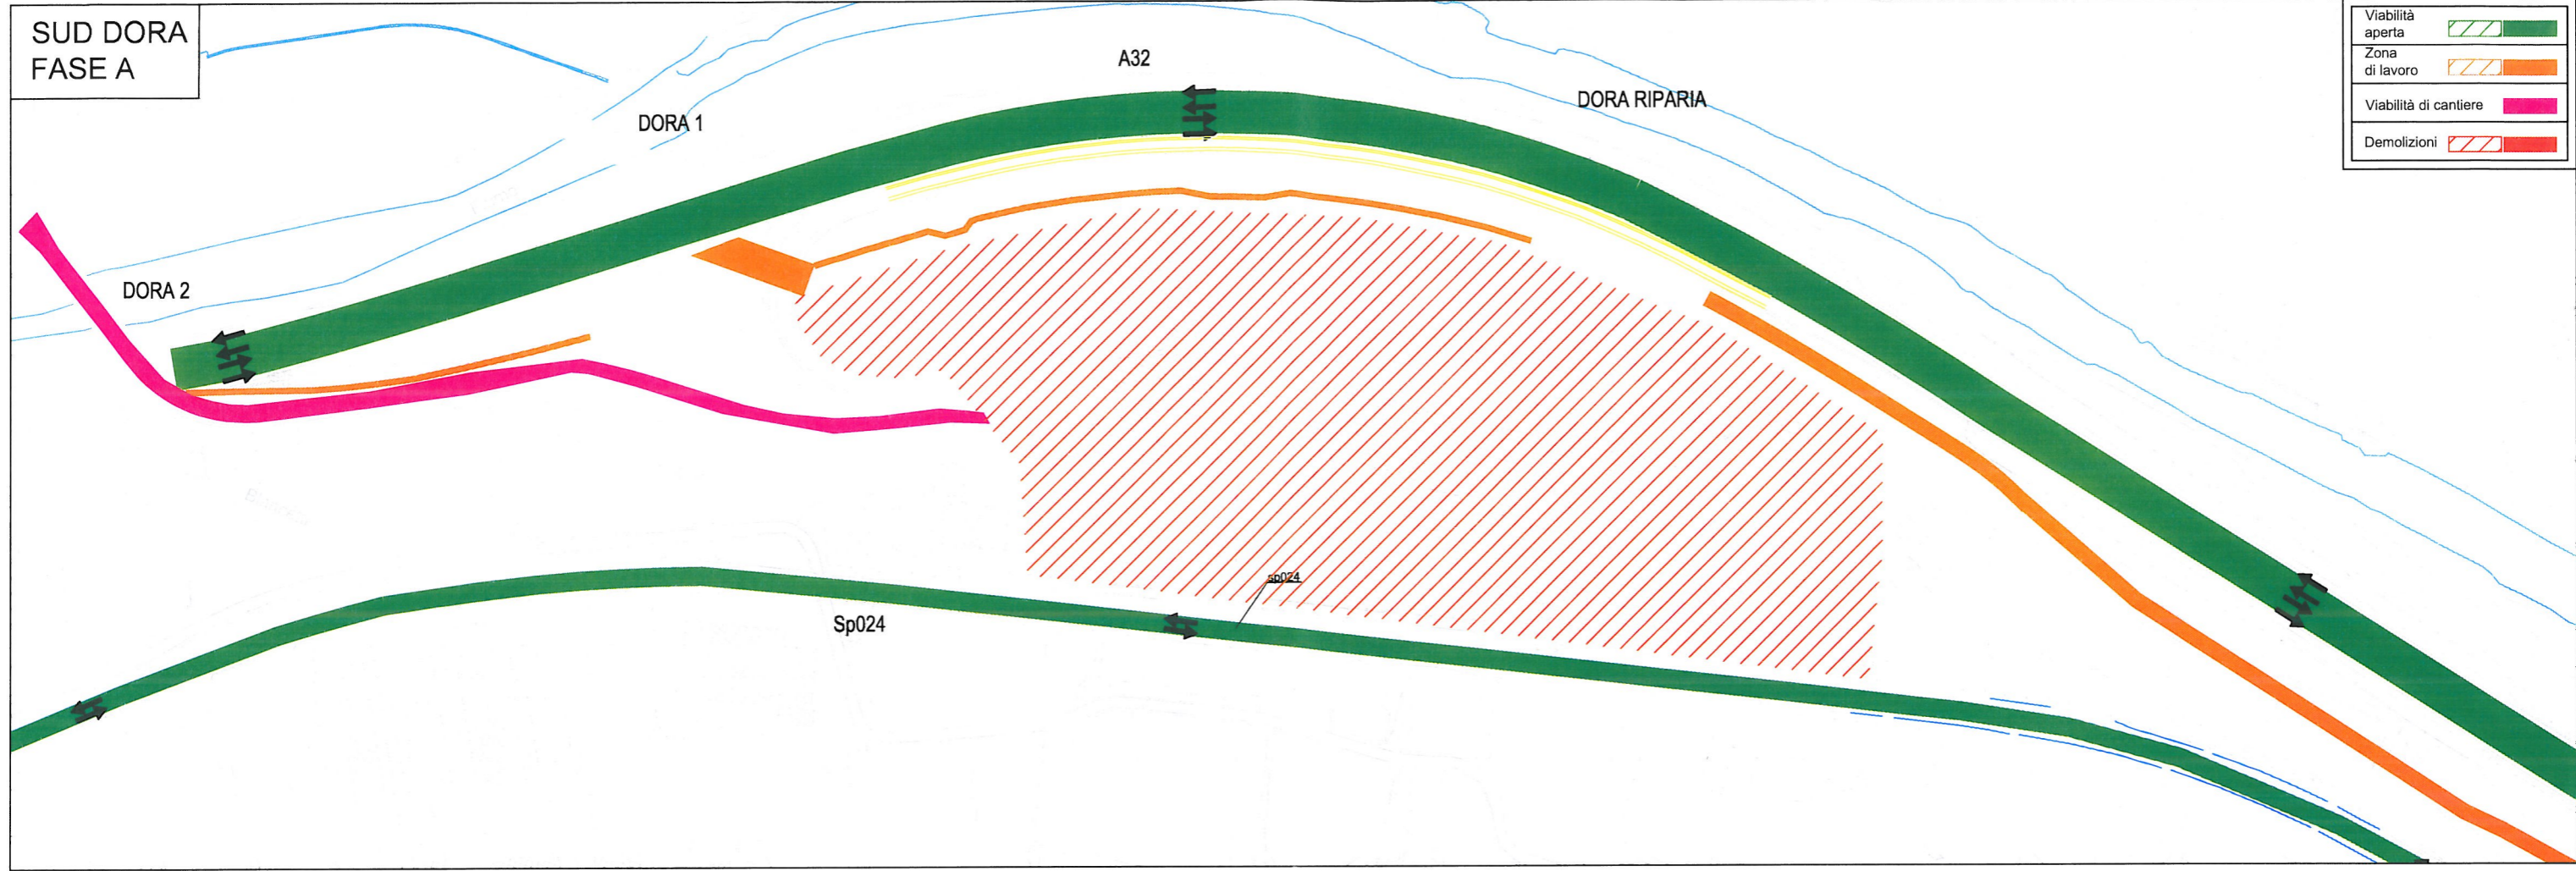 SUD DORA
FASE A
A32
DORA RIPARIA
DORA 1
DORA 2
Sp024
sp024
Viabilità
aperta
Zona
di lavoro
Viabilità di cantiere
Demolizioni